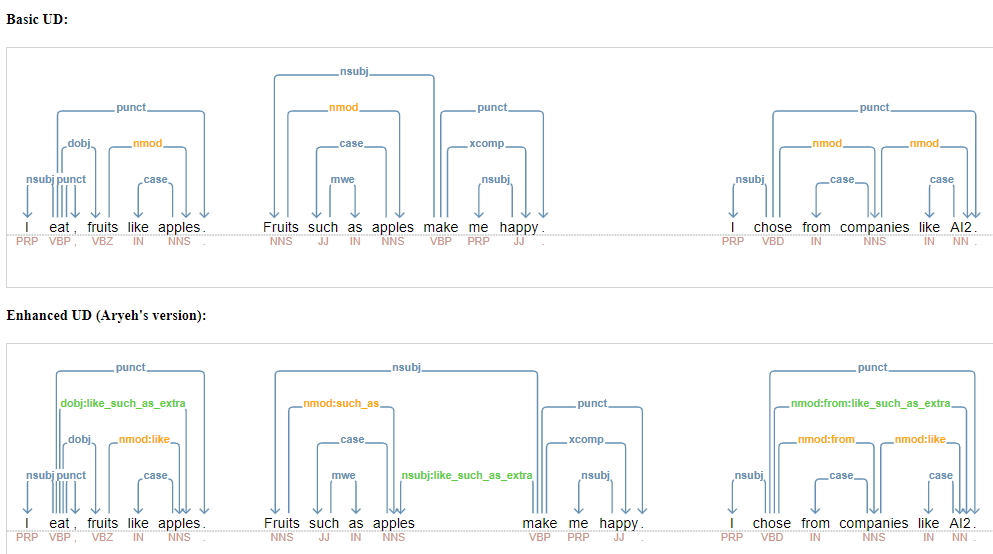 Basic UD:
nsubj
punct nmod punct
dobj nmod case xcomp nmod nmod
nsubj punct case mwe nsubj nsubj case case
I eat , fruits like apples . Fruits such as apples make me happy . I chose from companies like AI2 .
PRP VBP , VBZ IN NNS . NNS JJ IN NNS VBP PRP JJ . PRP VBD IN NNS IN NN .
Enhanced UD (Aryeh's version):
punct nsubj punct
dobj:like_such_as_extra nmod:such_as punct nmod:from:like_such_as_extra
dobj nmod:like case xcomp nmod:from nmod:like
nsubj punct case mwe nsubj:like_such_as_extra nsubj nsubj case case
I eat , fruits like apples . Fruits such as apples make me happy . I chose from companies like AI2 .
PRP VBP , VBZ IN NNS . NNS JJ IN NNS VBP PRP JJ . PRP VBD IN NNS IN NN .